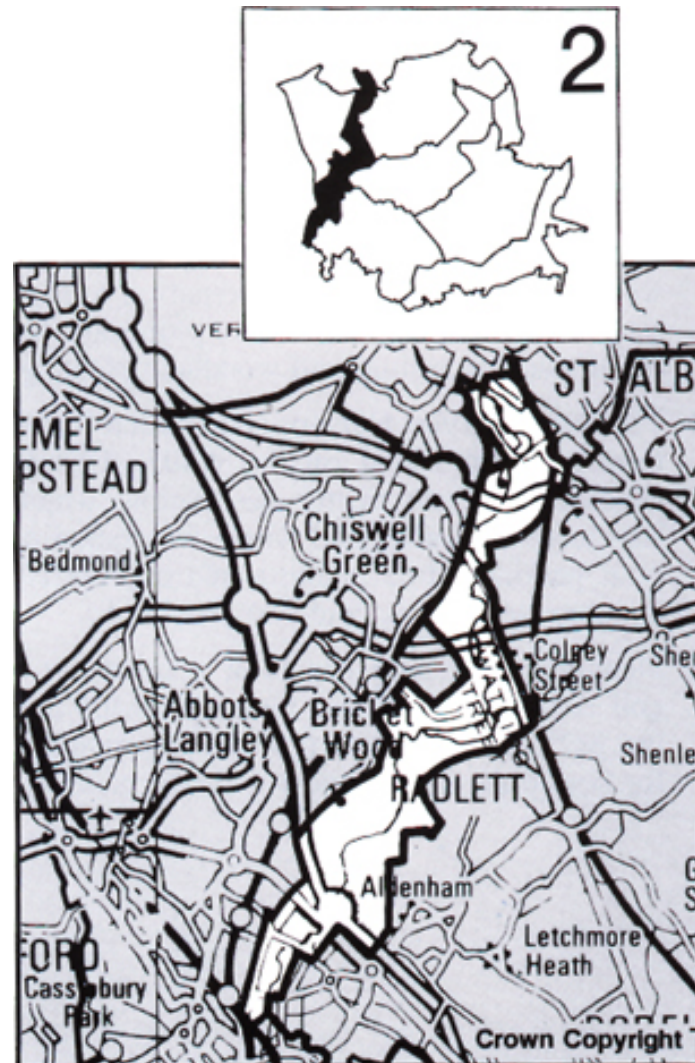 2
VER
ST ALB
EMEL
PSTEAD
Chiswell
Green
Bedmond
Colney
Street
She
Abbots
Langley
Bricket
Wood
Shenle
RADLETT
Aldenham
Letchmore
Heath
FORD
Cassiobury
Park
Crown Copyright